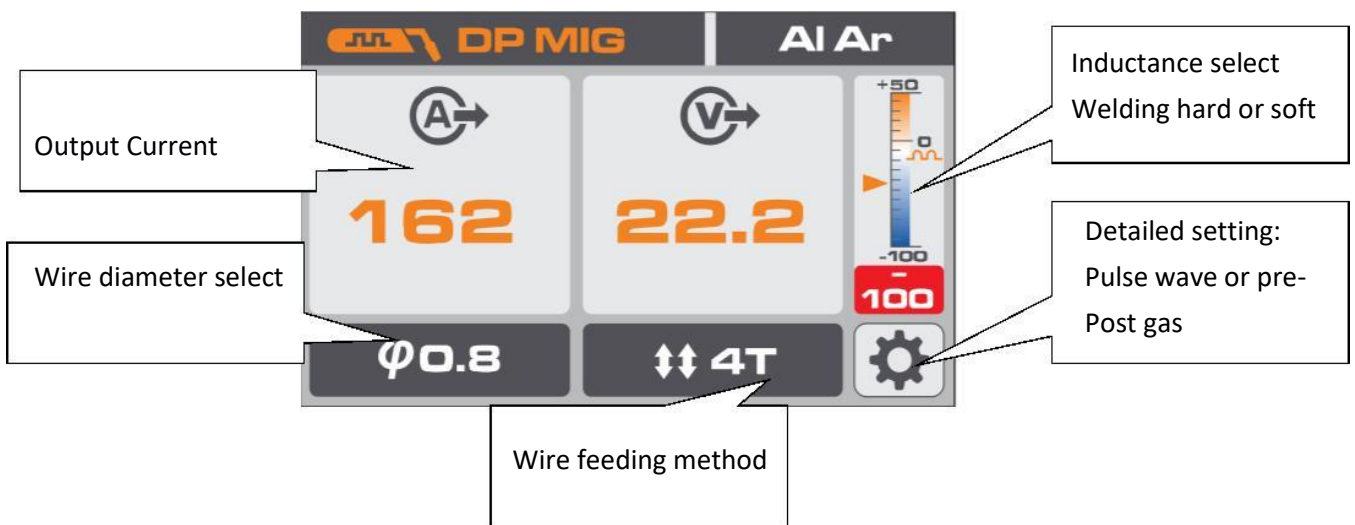 DP MIG
Al Ar
Output Current
A
V
+50
0
-100
Inductance select
Welding hard or soft
162
22.2
Wire diameter select
-
100
Detailed setting:
Pulse wave or pre-
Post gas
φ0.8
4T
Wire feeding method